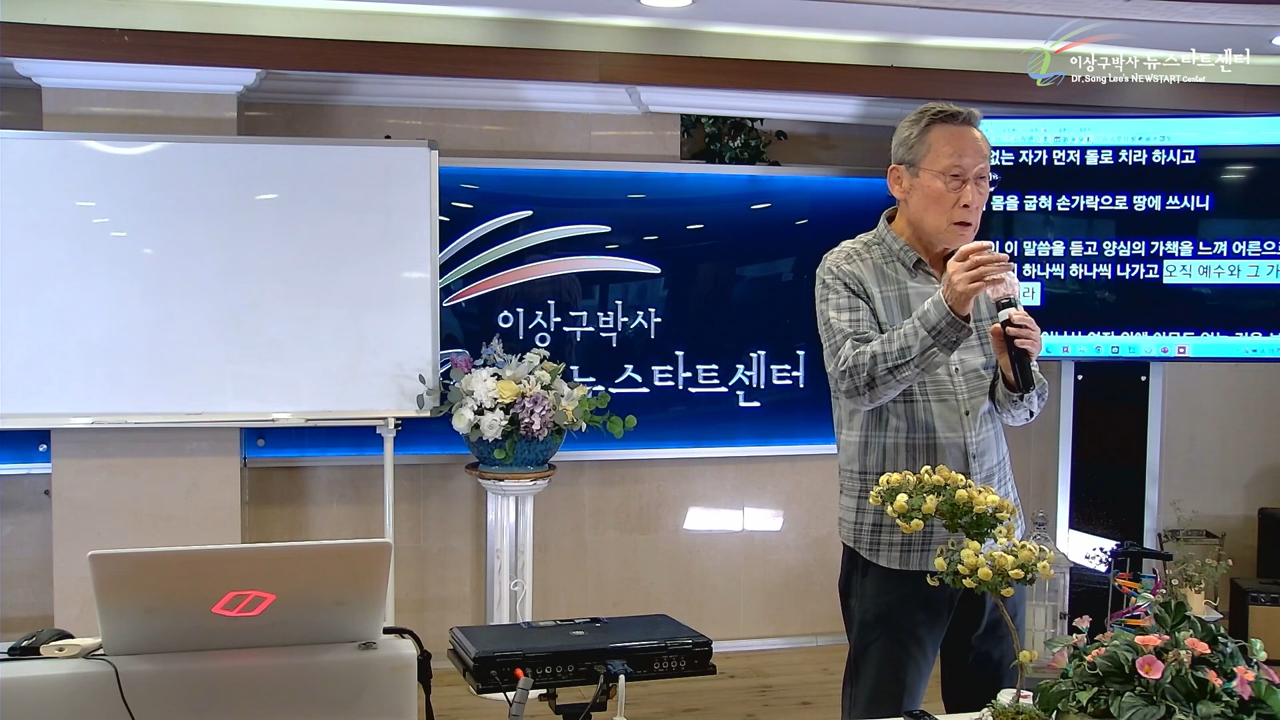 이상구박사 뉴스타트센터
Dr. Sang Lee's NEWSTART Center
없는 자가 먼저 돌로 치라 하시고
몸을 굽혀 손가락으로 땅에 쓰시니
이 말씀을 듣고 양심의 가책을 느껴 어른으로
하나씩 하나씩 나가고 오직 예수와 그 가
라
이상구박사
뉴스타트센터